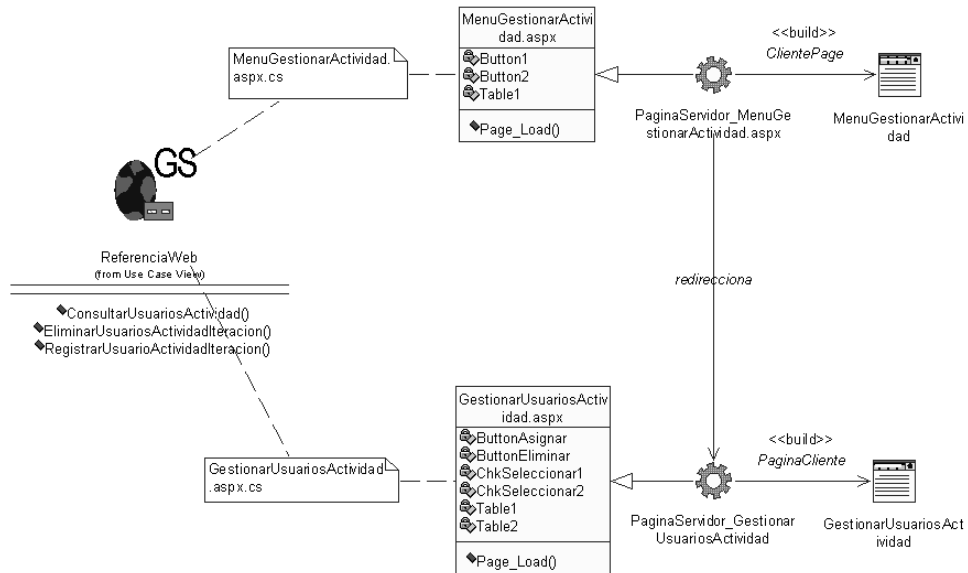 MenuGestionarActivi
dad.aspx
Button1
Button2
Table1
Page_Load()
MenuGestionarActividad.
aspx.cs
<<build>>
ClientePage
PaginaServidor_MenuGe
stionarActividad.aspx
MenuGestionarActivi
dad
GS
ReferenciaWeb
(from Use Case View)
ConsultarUsuariosActividad()
EliminarUsuariosActividadIteracion()
RegistrarUsuarioActividadIteracion()
redirecciona
GestionarUsuariosActiv
idad.aspx
ButtonAsignar
ButtonEliminar
ChkSeleccionar1
ChkSeleccionar2
Table1
Table2
Page_Load()
GestionarUsuariosActividad
.aspx.cs
<<build>>
PaginaCliente
PaginaServidor_Gestionar
UsuariosActividad
GestionarUsuariosAct
ividad